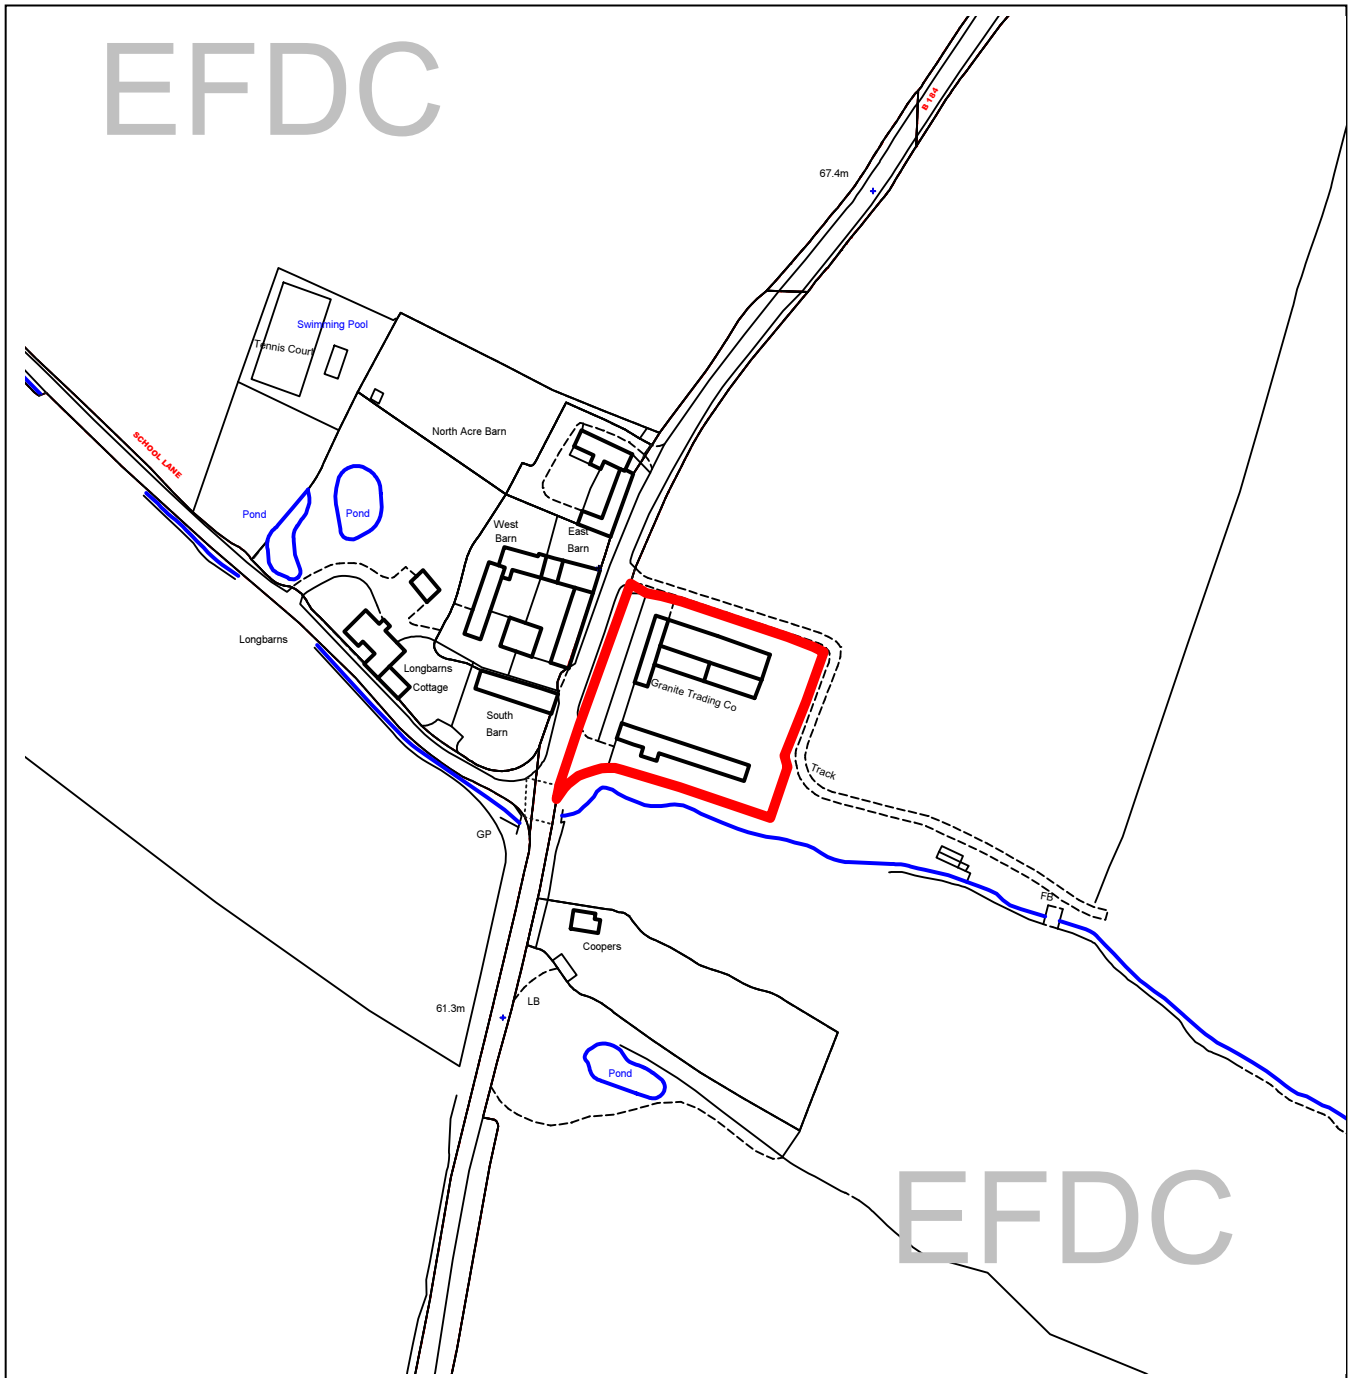 EFDC
B 184
67.4m
Swimming Pool
Tennis Court
North Acre Barn
SCHOOL LANE
Pond
Pond
West
Barn
East
Barn
Longbarns
Longbarns
Cottage
Granite Trading Co
South
Barn
Track
GP
FB
Coopers
LB
61.3m
Pond
EFDC